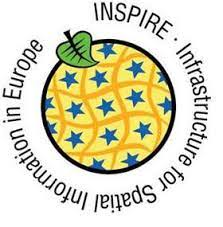 INSPIRE · Infrastructure for Spatial Information in Europe